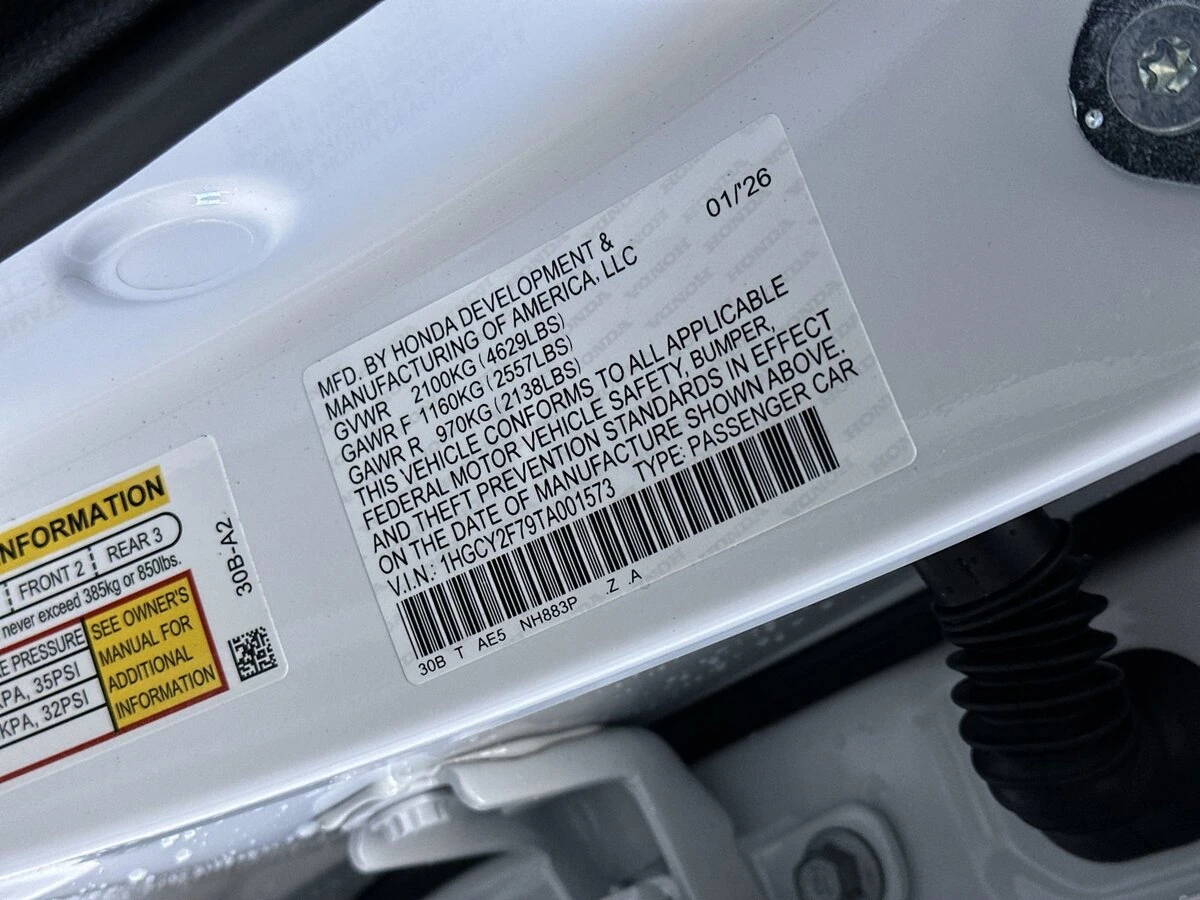 01/'26
MFD. BY HONDA DEVELOPMENT &
MANUFACTURING OF AMERICA, LLC
GVWR 2100KG (4629LBS)
GAWR F 1160KG (2557LBS)
GAWR R 970KG (2138LBS)
THIS VEHICLE CONFORMS TO ALL APPLICABLE
FEDERAL MOTOR VEHICLE SAFETY, BUMPER,
AND THEFT PREVENTION STANDARDS IN EFFECT
ON THE DATE OF MANUFACTURE SHOWN ABOVE.
V.I.N: 1HGCY2F79TA001573 TYPE: PASSENGER CAR
30B T AE5 NH883P .Z .A
FRONT 2 REAR 3
never exceed 385kg or 850lbs.
PRESSURE
35PSI
KPA, 32PSI
SEE OWNER'S
MANUAL FOR
ADDITIONAL
INFORMATION
30B-A2
HONDA